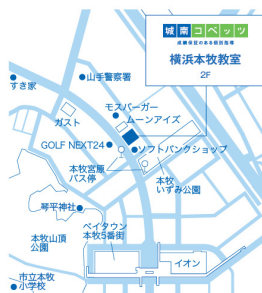 城南コベッツ
成績保証のある個別指導
横浜本牧教室
2F
すき家
山手警察署
モスバーガー
ムーンアイズ
ガスト
GOLF NEXT24
ソフトバンクショップ
本牧宮原
バス停
本牧
いずみ公園
琴平神社
ベイタウン
本牧5番街
本牧山頂
公園
イオン
市立本牧
小学校